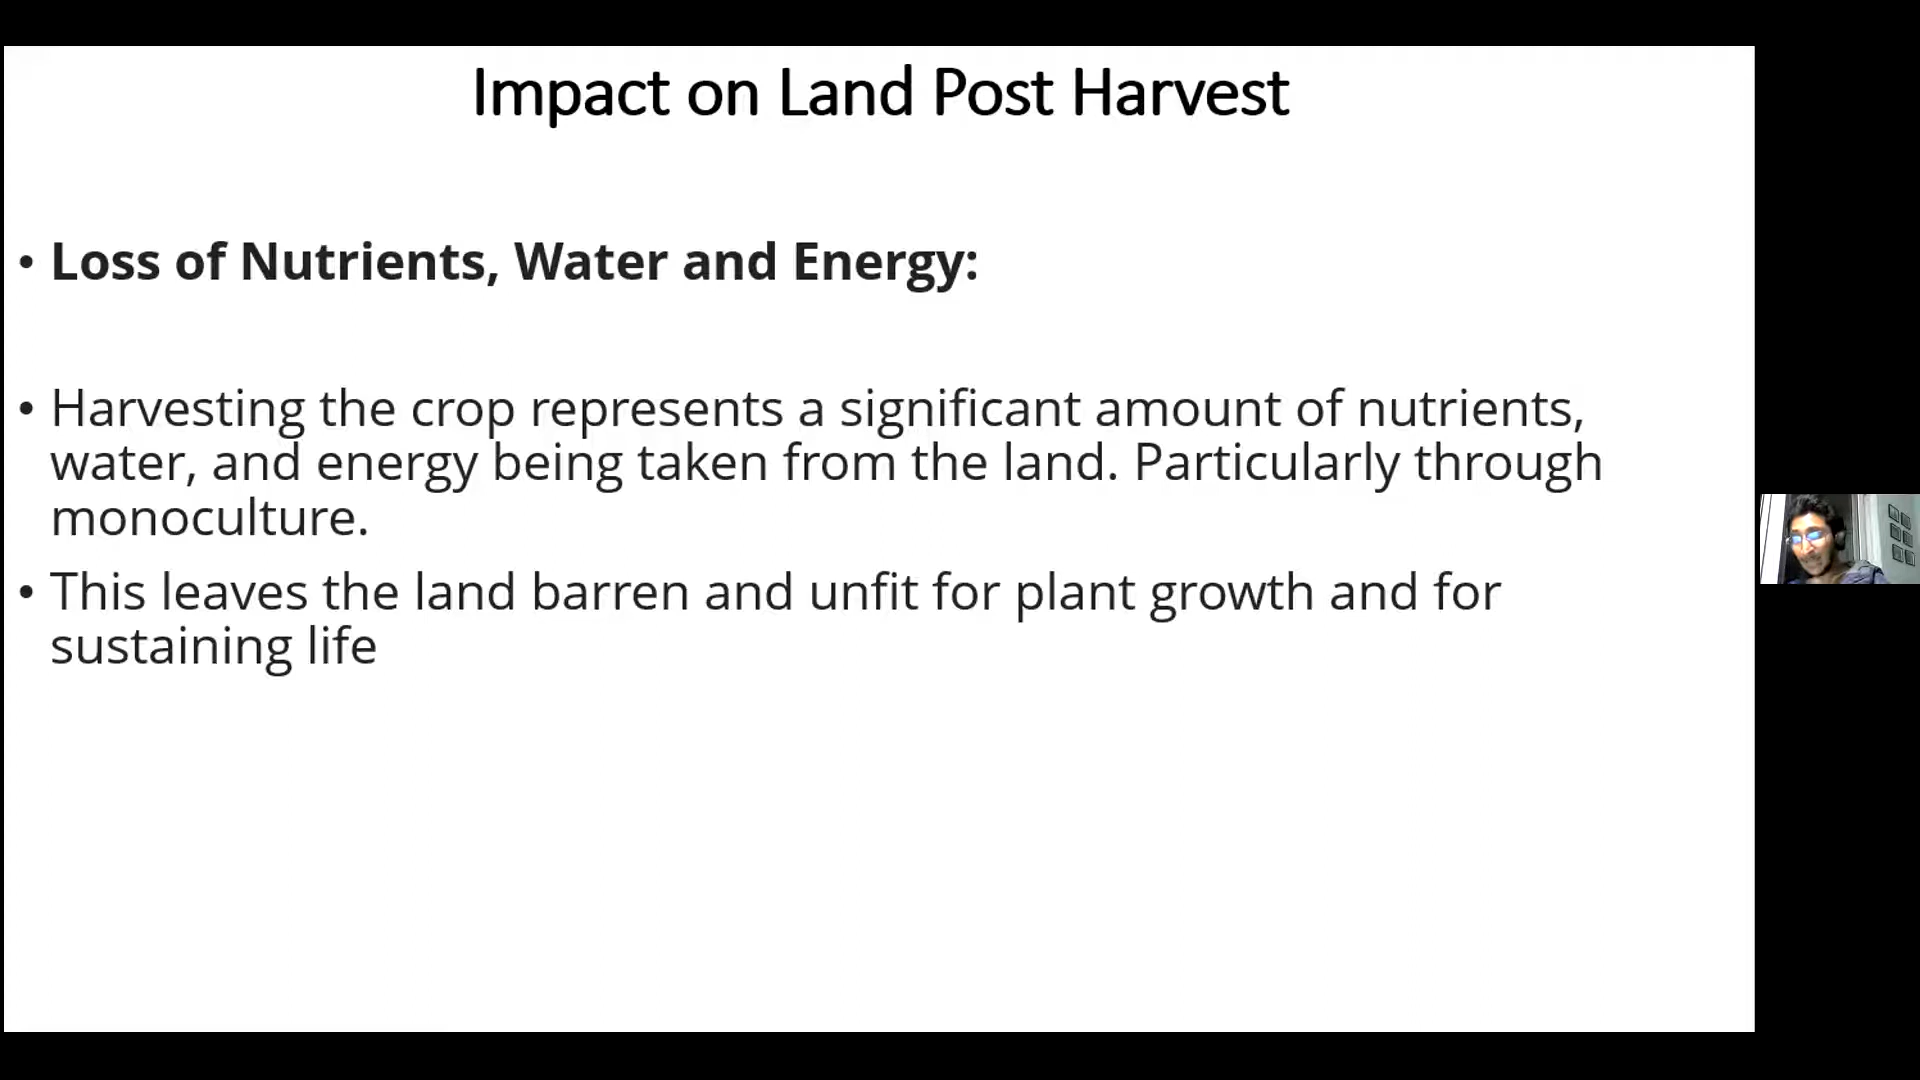 Impact on Land Post Harvest
• Loss of Nutrients, Water and Energy:
• Harvesting the crop represents a significant amount of nutrients,
water, and energy being taken from the land. Particularly through
monoculture.
• This leaves the land barren and unfit for plant growth and for
sustaining life